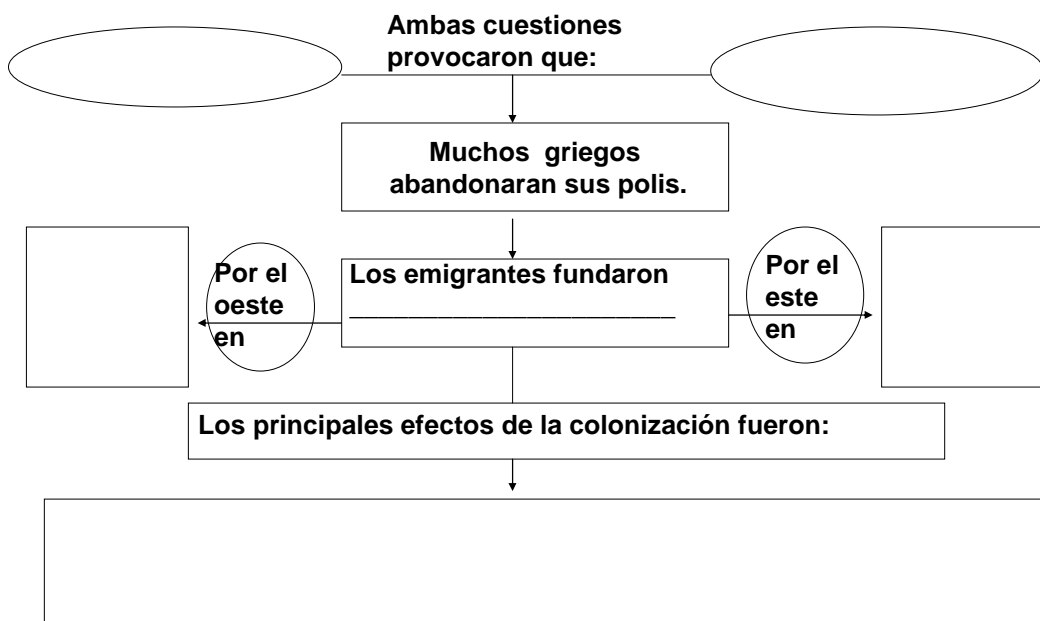 Ambas cuestiones
provocaron que:
Muchos griegos
abandonaran sus polis.
Por el
oeste
en
Los emigrantes fundaron
______________________
Por el
este
en
Los principales efectos de la colonización fueron: